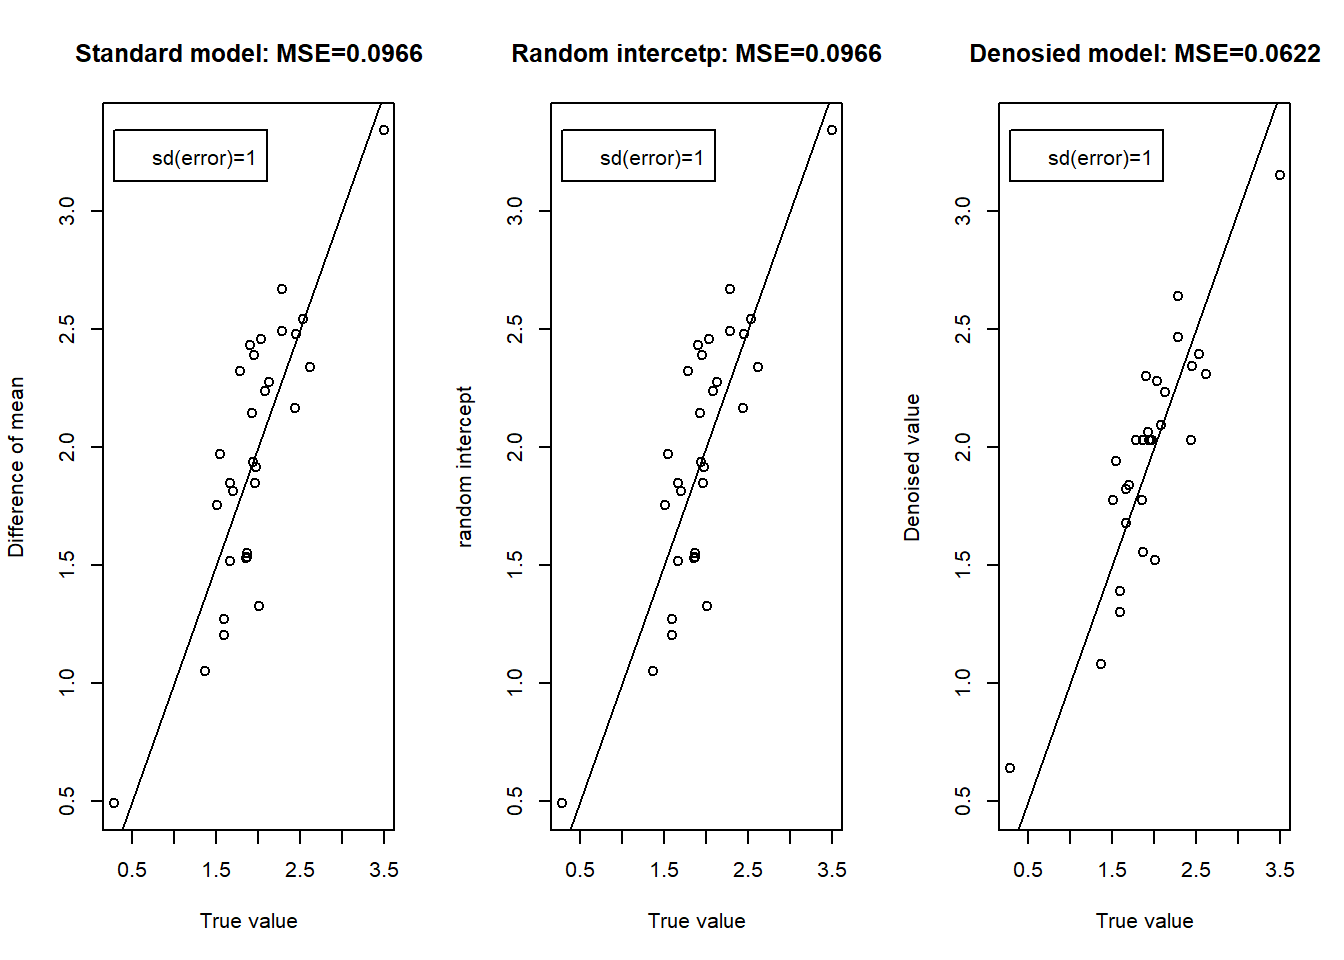 Standard model: MSE=0.0966
sd(error)=1
Difference of mean
3.0
2.5
2.0
1.5
1.0
0.5
0.5
1.5
2.5
3.5
True value
Random intercetp: MSE=0.0966
sd(error)=1
random intercept
3.0
2.5
2.0
1.5
1.0
0.5
0.5
1.5
2.5
3.5
True value
Denosied model: MSE=0.0622
sd(error)=1
Denoised value
3.0
2.5
2.0
1.5
1.0
0.5
0.5
1.5
2.5
3.5
True value